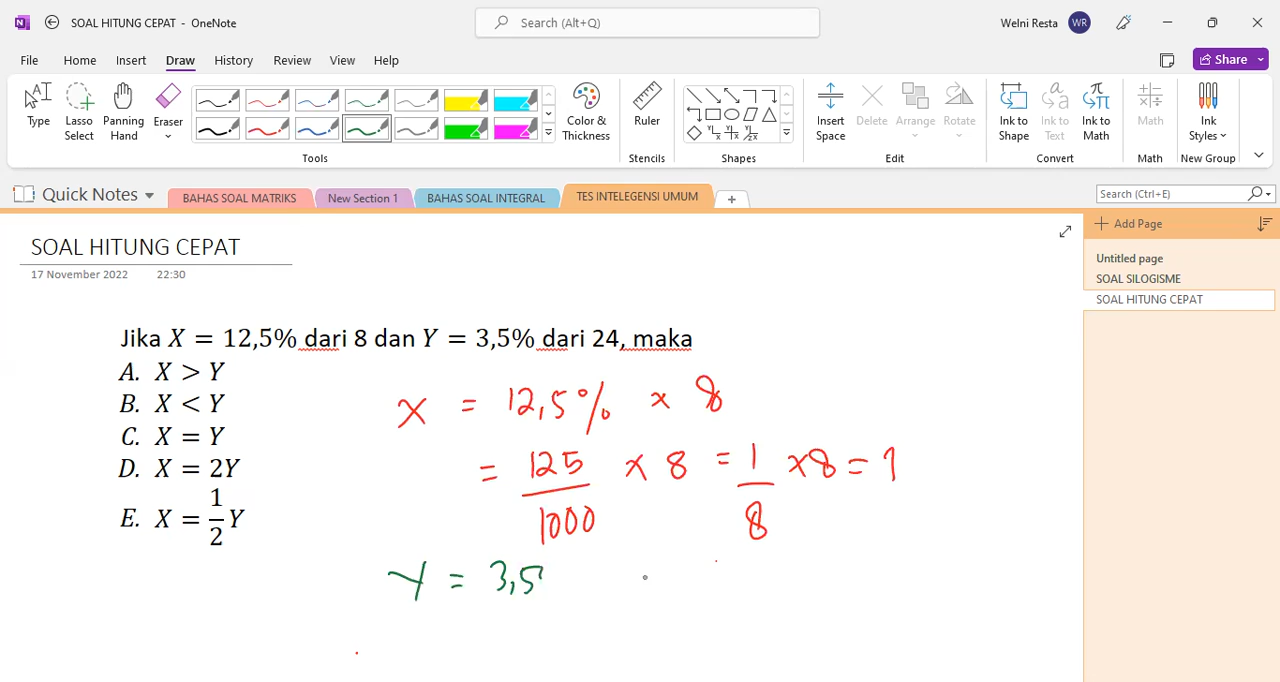 SOAL HITUNG CEPAT - OneNote
Search (Alt+Q)
Welni Resta WR
File Home Insert Draw History Review View Help
Share
Type Lasso Select Panning Hand Eraser Color & Thickness Ruler Insert Space Delete Arrange Rotate Ink to Shape Ink to Text Ink to Math Math Ink Styles
Tools Stencils Shapes Edit Convert Math New Group
Quick Notes BAHAS SOAL MATRIKS New Section 1 BAHAS SOAL INTEGRAL TES INTELEGENSI UMUM
Search (Ctrl+E)
Add Page
Untitled page
SOAL SILOGISME
SOAL HITUNG CEPAT
SOAL HITUNG CEPAT
17 November 2022 22:30
Jika X = 12,5% dari 8 dan Y = 3,5% dari 24, maka
A. X > Y
B. X < Y
C. X = Y
D. X = 2Y
E. X = 1/2 Y
X = 12,5% x 8
= 125/1000 x 8 = 1/8 x 8 = 1
Y = 3,5